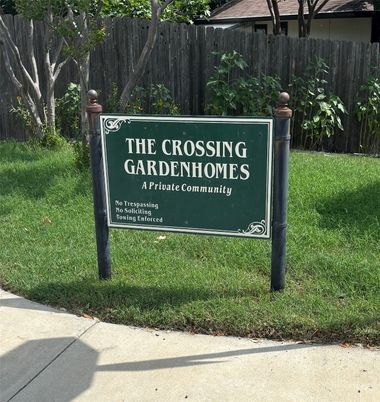 THE CROSSING
GARDENHOMES
A Private Community
No Trespassing
No Soliciting
Towing Enforced